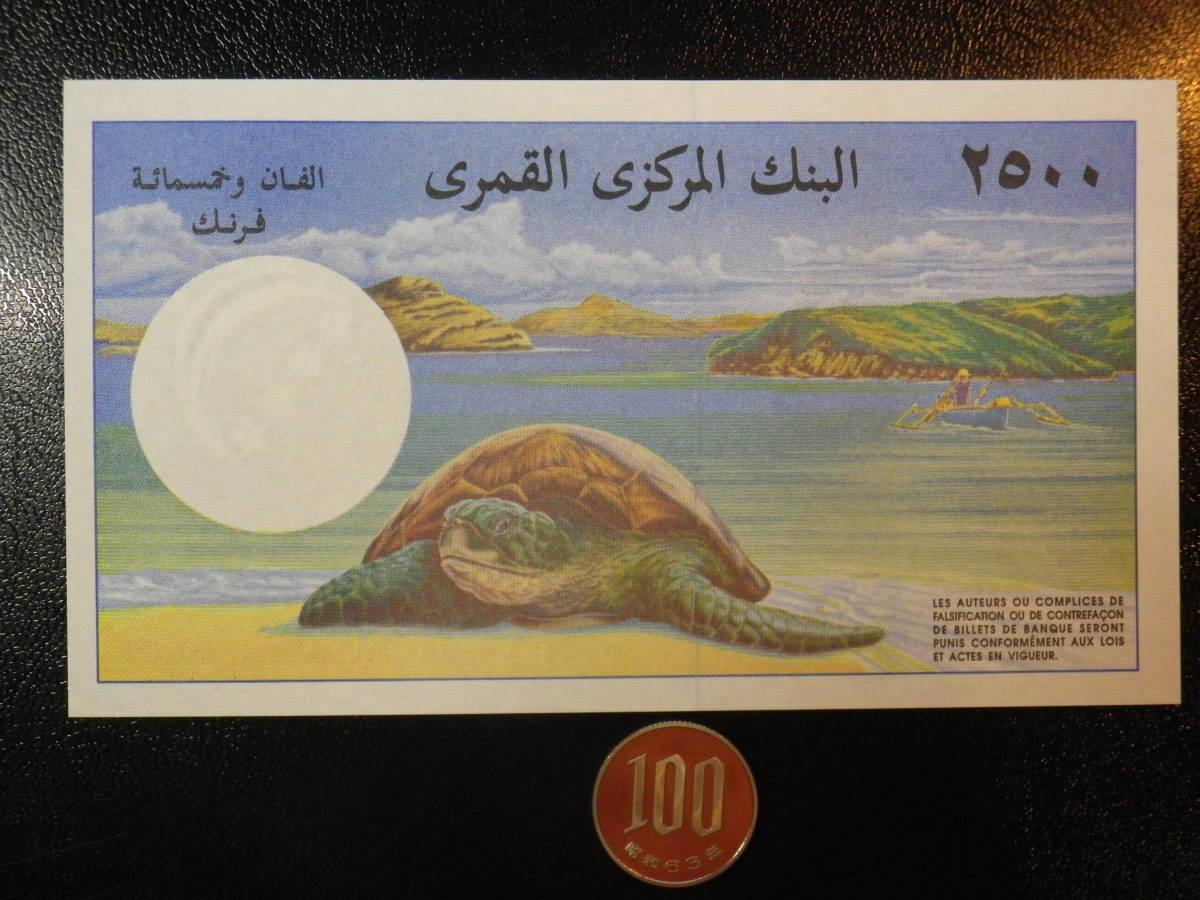 البنك المركزى القمرى
٢٥٠٠
الفان وخمسمائة
فرنك
LES AUTEURS OU COMPLICES DE
FALSIFICATION OU DE CONTREFAÇON
DE BILLETS DE BANQUE SERONT
PUNIS CONFORMÉMENT AUX LOIS
ET ACTES EN VIGUEUR.
100
昭和63年